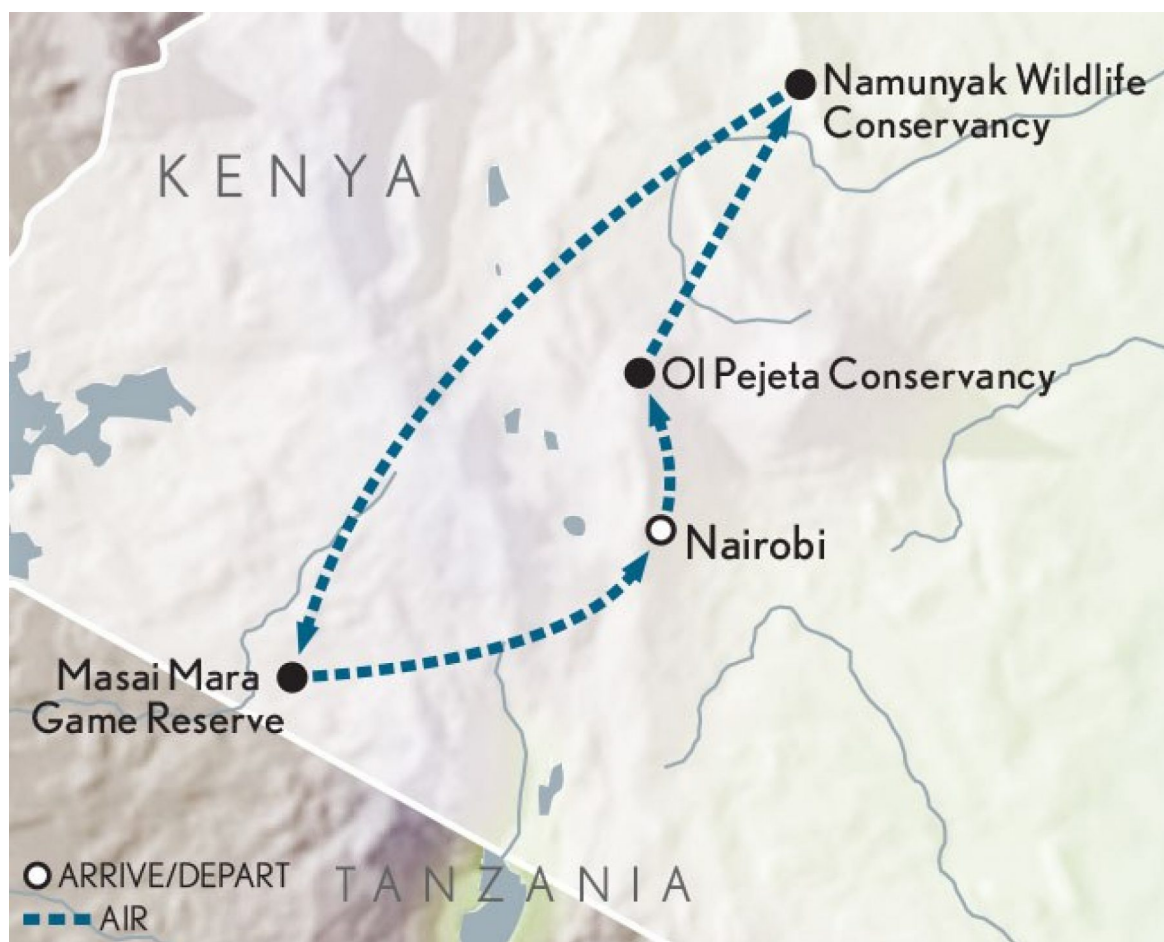 Namunyak Wildlife
Conservancy
KENYA
Ol Pejeta Conservancy
Nairobi
Masai Mara
Game Reserve
ARRIVE/DEPART
TANZANIA
AIR